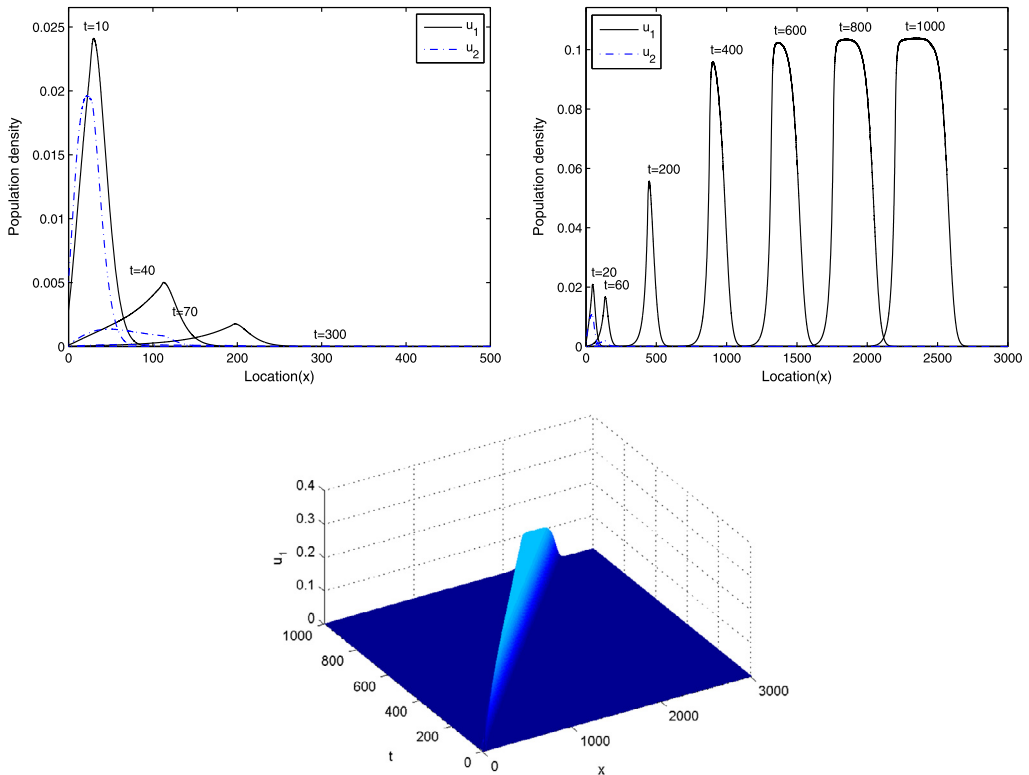 0.025
0.02
0.015
0.01
0.005
0
Population density
t=10
t=40
t=70
t=300
u1
u2
0 100 200 300 400 500
Location(x)
0.1
0.08
0.06
0.04
0.02
0
Population density
u1
u2
t=20
t=60
t=200
t=400
t=600
t=800
t=1000
0 500 1000 1500 2000 2500 3000
Location(x)
0.4
0.3
0.2
0.1
0
u1
1000
800
600
400
200
0
t
0
1000
2000
3000
x